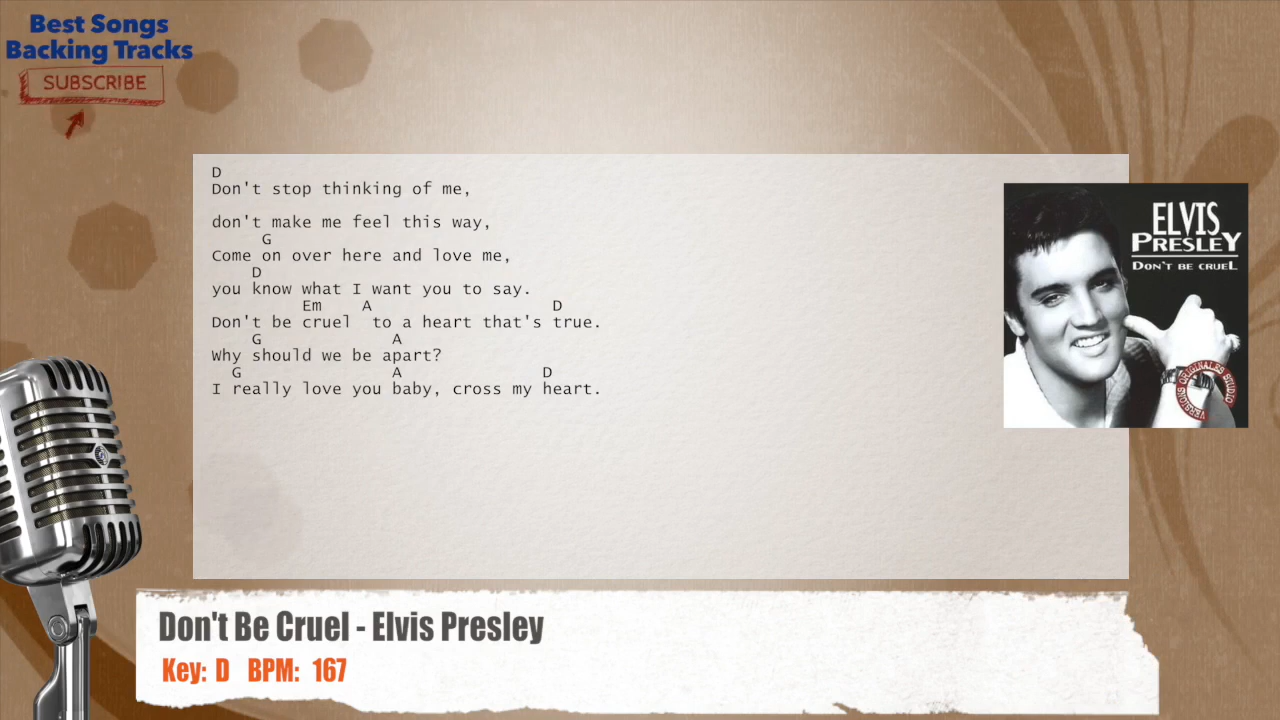 Best Songs
Backing Tracks
SUBSCRIBE
D
Don't stop thinking of me,
don't make me feel this way,
G
Come on over here and love me,
D
you know what I want you to say.
Em A D
Don't be cruel to a heart that's true.
G A
Why should we be apart?
G A D
I really love you baby, cross my heart.
ELVIS
PRESLEY
DON'T BE CRUEL
VERSIONS ORIGINALES STUDIO
Don't Be Cruel - Elvis Presley
Key: D BPM: 167